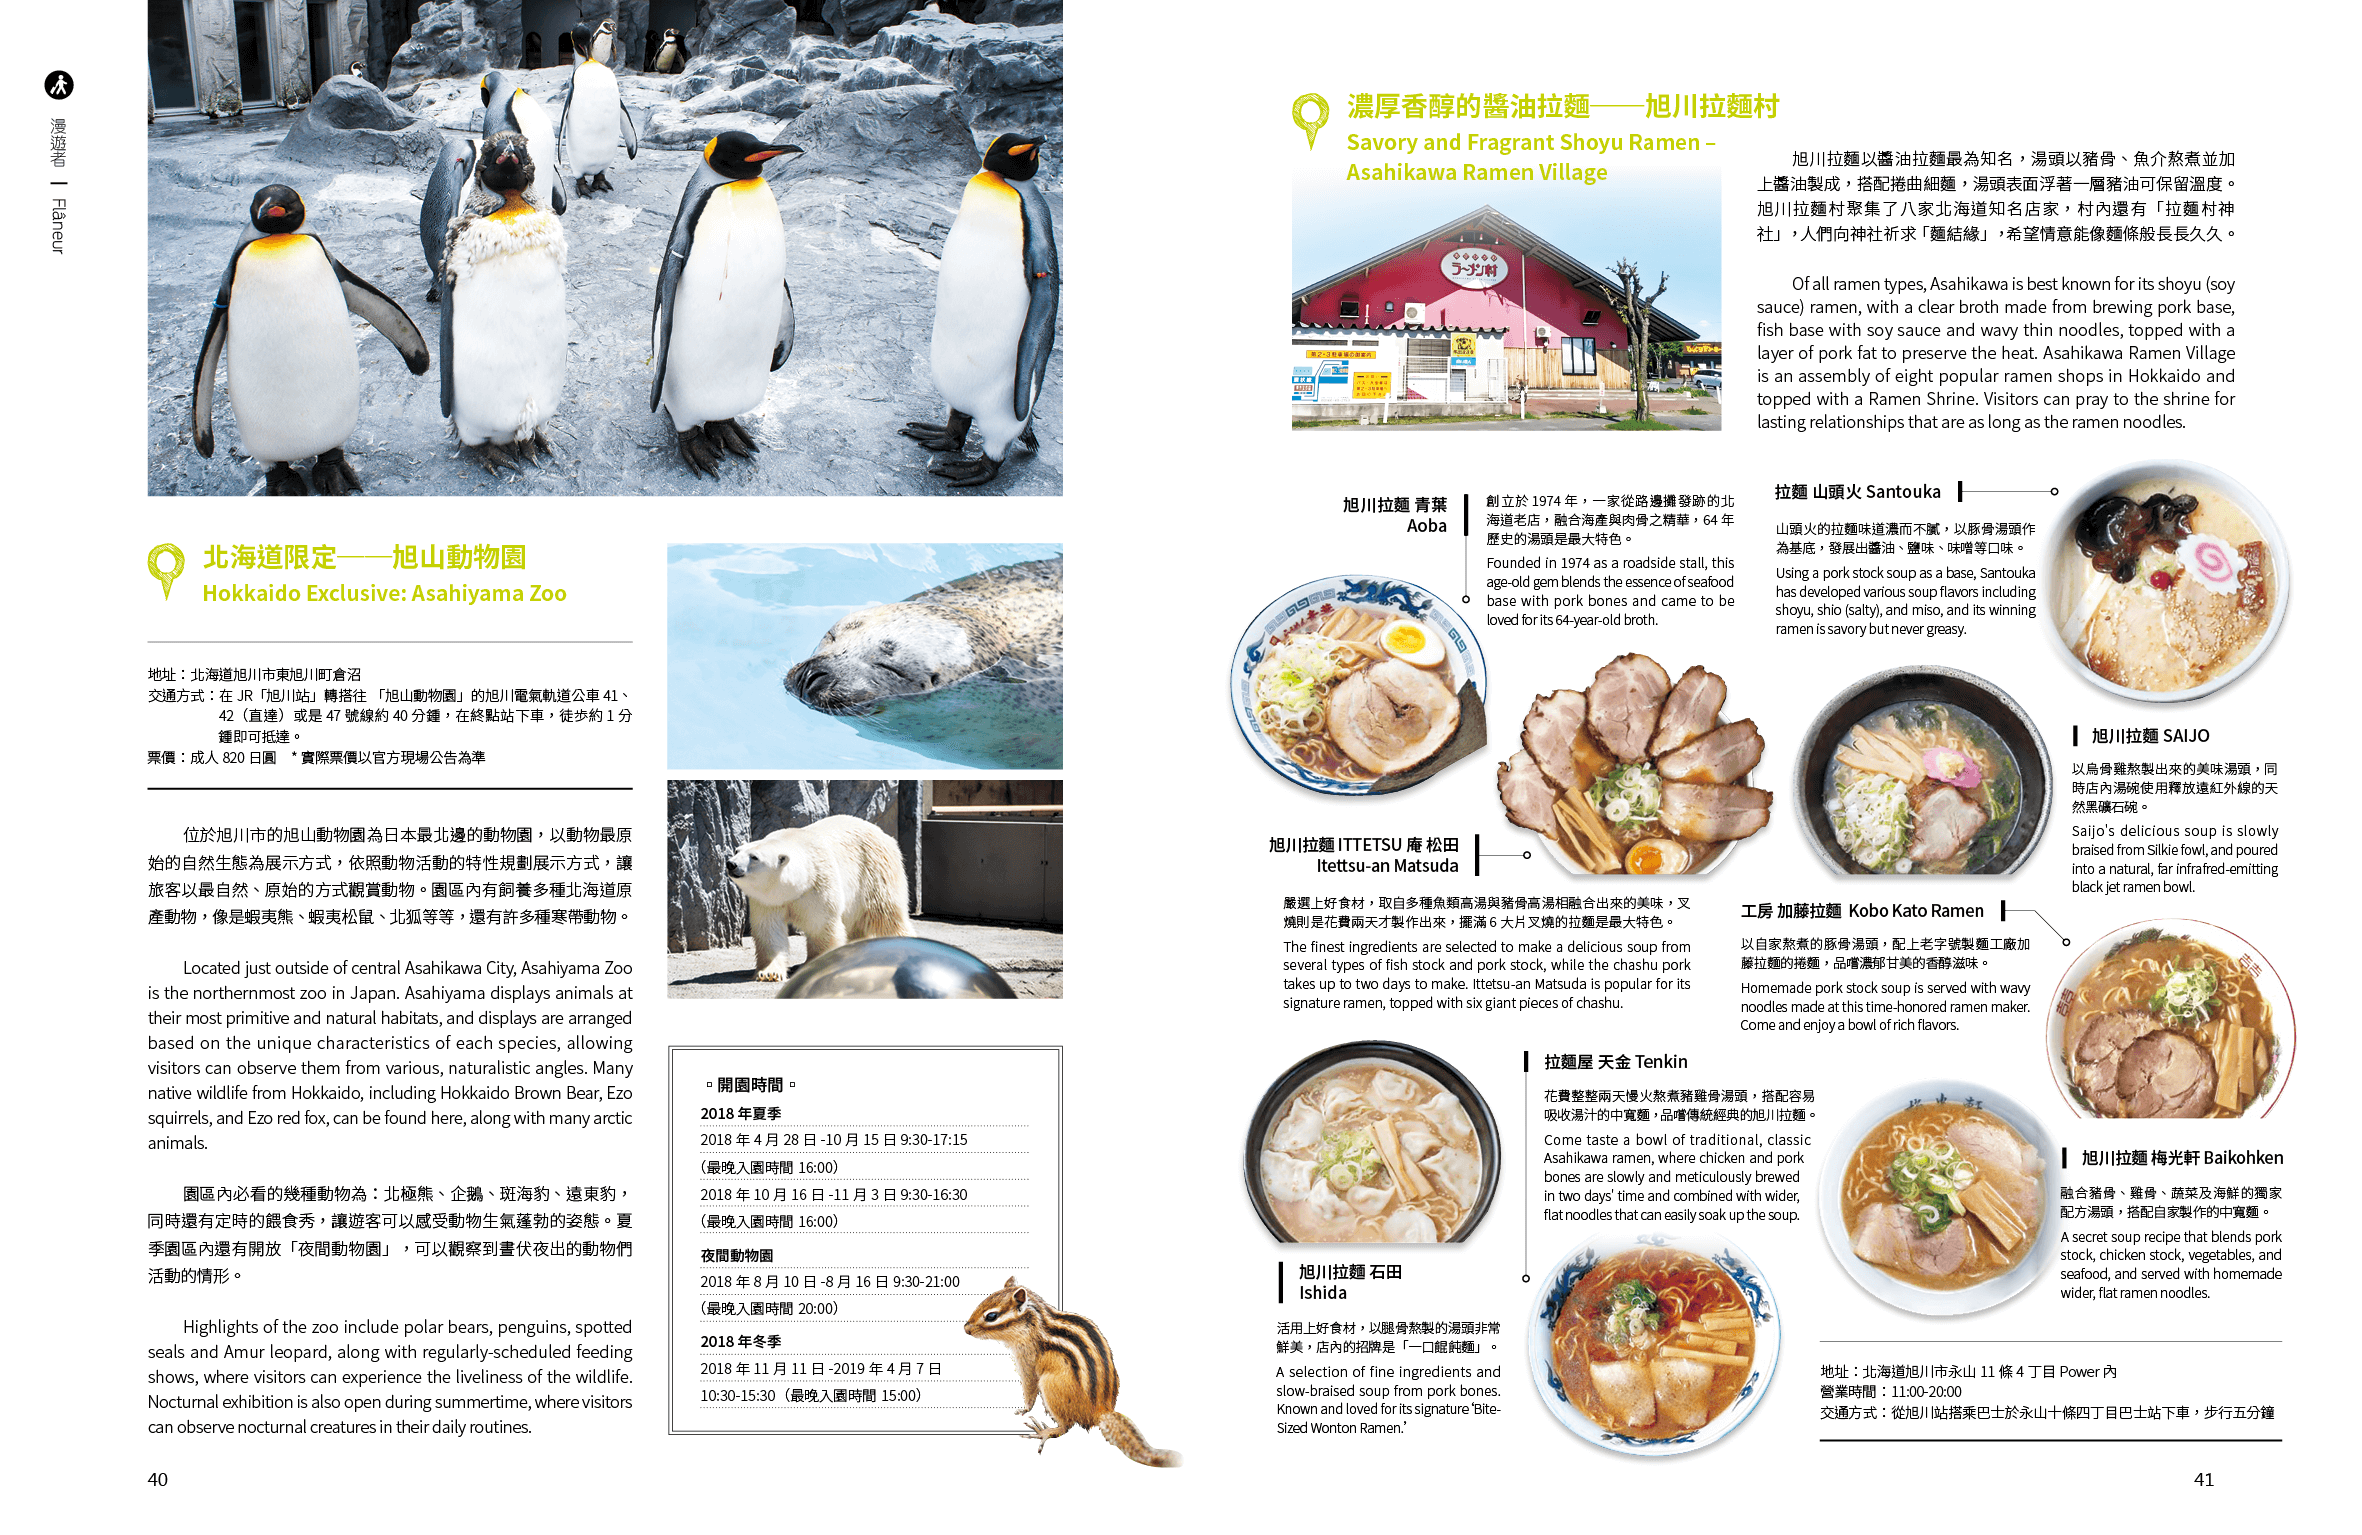 漫遊者 | Flâneur
北海道限定——旭山動物園
Hokkaido Exclusive: Asahiyama Zoo
地址：北海道旭川市東旭川町倉沼
交通方式：在 JR「旭川站」轉搭往 「旭山動物園」的旭川電氣軌道公車 41、
42（直達）或是 47 號線約 40 分鍾，在終點站下車，徒歩約 1 分
鍾即可抵達。
票價：成人 820 日圓　* 實際票價以官方現場公告為準
位於旭川市的旭山動物園為日本最北邊的動物園，以動物最原
始的自然生態為展示方式，依照動物活動的特性規劃展示方式，讓
旅客以最自然、原始的方式觀賞動物。園區內有飼養多種北海道原
產動物，像是蝦夷熊、蝦夷松鼠、北狐等等，還有許多種寒帶動物。
Located just outside of central Asahikawa City, Asahiyama Zoo
is the northernmost zoo in Japan. Asahiyama displays animals at
their most primitive and natural habitats, and displays are arranged
based on the unique characteristics of each species, allowing
visitors can observe them from various, naturalistic angles. Many
native wildlife from Hokkaido, including Hokkaido Brown Bear, Ezo
squirrels, and Ezo red fox, can be found here, along with many arctic
animals.
園區內必看的幾種動物為：北極熊、企鵝、斑海豹、遠東豹，
同時還有定時的餵食秀，讓遊客可以感受動物生氣蓬勃的姿態。夏
季園區內還有開放「夜間動物園」，可以觀察到晝伏夜出的動物們
活動的情形。
Highlights of the zoo include polar bears, penguins, spotted
seals and Amur leopard, along with regularly-scheduled feeding
shows, where visitors can experience the liveliness of the wildlife.
Nocturnal exhibition is also open during summertime, where visitors
can observe nocturnal creatures in their daily routines.
▫開園時間▫
2018 年夏季
2018 年 4 月 28 日 -10 月 15 日 9:30-17:15
（最晚入園時間 16:00）
2018 年 10 月 16 日 -11 月 3 日 9:30-16:30
（最晚入園時間 16:00）
夜間動物園
2018 年 8 月 10 日 -8 月 16 日 9:30-21:00
（最晚入園時間 20:00）
2018 年冬季
2018 年 11 月 11 日 -2019 年 4 月 7 日
10:30-15:30（最晚入園時間 15:00）
40
濃厚香醇的醬油拉麵——旭川拉麵村
Savory and Fragrant Shoyu Ramen –
Asahikawa Ramen Village
ラーメン村
旭川拉麵以醬油拉麵最為知名，湯頭以豬骨、魚介熬煮並加
上醬油製成，搭配捲曲細麵，湯頭表面浮著一層豬油可保留溫度。
旭川拉麵村聚集了八家北海道知名店家，村內還有「拉麵村神
社」，人們向神社祈求「麵結緣」，希望情意能像麵條般長長久久。
Of all ramen types, Asahikawa is best known for its shoyu (soy
sauce) ramen, with a clear broth made from brewing pork base,
fish base with soy sauce and wavy thin noodles, topped with a
layer of pork fat to preserve the heat. Asahikawa Ramen Village
is an assembly of eight popular ramen shops in Hokkaido and
topped with a Ramen Shrine. Visitors can pray to the shrine for
lasting relationships that are as long as the ramen noodles.
旭川拉麵 青葉
Aoba
創立於 1974 年，一家從路邊攤發跡的北
海道老店，融合海產與肉骨之精華，64 年
歷史的湯頭是最大特色。
Founded in 1974 as a roadside stall, this
age-old gem blends the essence of seafood
base with pork bones and came to be
loved for its 64-year-old broth.
拉麵 山頭火 Santouka
山頭火的拉麵味道濃而不膩，以豚骨湯頭作
為基底，發展出醬油、鹽味、味噌等口味。
Using a pork stock soup as a base, Santouka
has developed various soup flavors including
shoyu, shio (salty), and miso, and its winning
ramen is savory but never greasy.
旭川拉麵 SAIJO
以烏骨雞熬製出來的美味湯頭，同
時店內湯碗使用釋放遠紅外線的天
然黑礦石碗。
Saijo's delicious soup is slowly
braised from Silkie fowl, and poured
into a natural, far infrafred-emitting
black jet ramen bowl.
旭川拉麵 ITTETSU 庵 松田
Itettsu-an Matsuda
嚴選上好食材，取自多種魚類高湯與豬骨高湯相融合出來的美味，叉
燒則是花費兩天才製作出來，擺滿 6 大片叉燒的拉麵是最大特色。
The finest ingredients are selected to make a delicious soup from
several types of fish stock and pork stock, while the chashu pork
takes up to two days to make. Ittetsu-an Matsuda is popular for its
signature ramen, topped with six giant pieces of chashu.
工房 加藤拉麵 Kobo Kato Ramen
以自家熬煮的豚骨湯頭，配上老字號製麵工廠加
藤拉麵的捲麵，品嚐濃郁甘美的香醇滋味。
Homemade pork stock soup is served with wavy
noodles made at this time-honored ramen maker.
Come and enjoy a bowl of rich flavors.
拉麵屋 天金 Tenkin
花費整整兩天慢火熬煮豬雞骨湯頭，搭配容易
吸收湯汁的中寬麵，品嚐傳統經典的旭川拉麵。
Come taste a bowl of traditional, classic
Asahikawa ramen, where chicken and pork
bones are slowly and meticulously brewed
in two days' time and combined with wider,
flat noodles that can easily soak up the soup.
旭川拉麵 梅光軒 Baikohken
融合豬骨、雞骨、蔬菜及海鮮的獨家
配方湯頭，搭配自家製作的中寬麵。
A secret soup recipe that blends pork
stock, chicken stock, vegetables, and
seafood, and served with homemade
wider, flat ramen noodles.
旭川拉麵 石田
Ishida
活用上好食材，以腿骨熬製的湯頭非常
鮮美，店內的招牌是「一口餛飩麵」。
A selection of fine ingredients and
slow-braised soup from pork bones.
Known and loved for its signature ‘Bite-
Sized Wonton Ramen.’
地址：北海道旭川市永山 11 條 4 丁目 Power 內
營業時間：11:00-20:00
交通方式：從旭川站搭乘巴士於永山十條四丁目巴士站下車，步行五分鐘
41